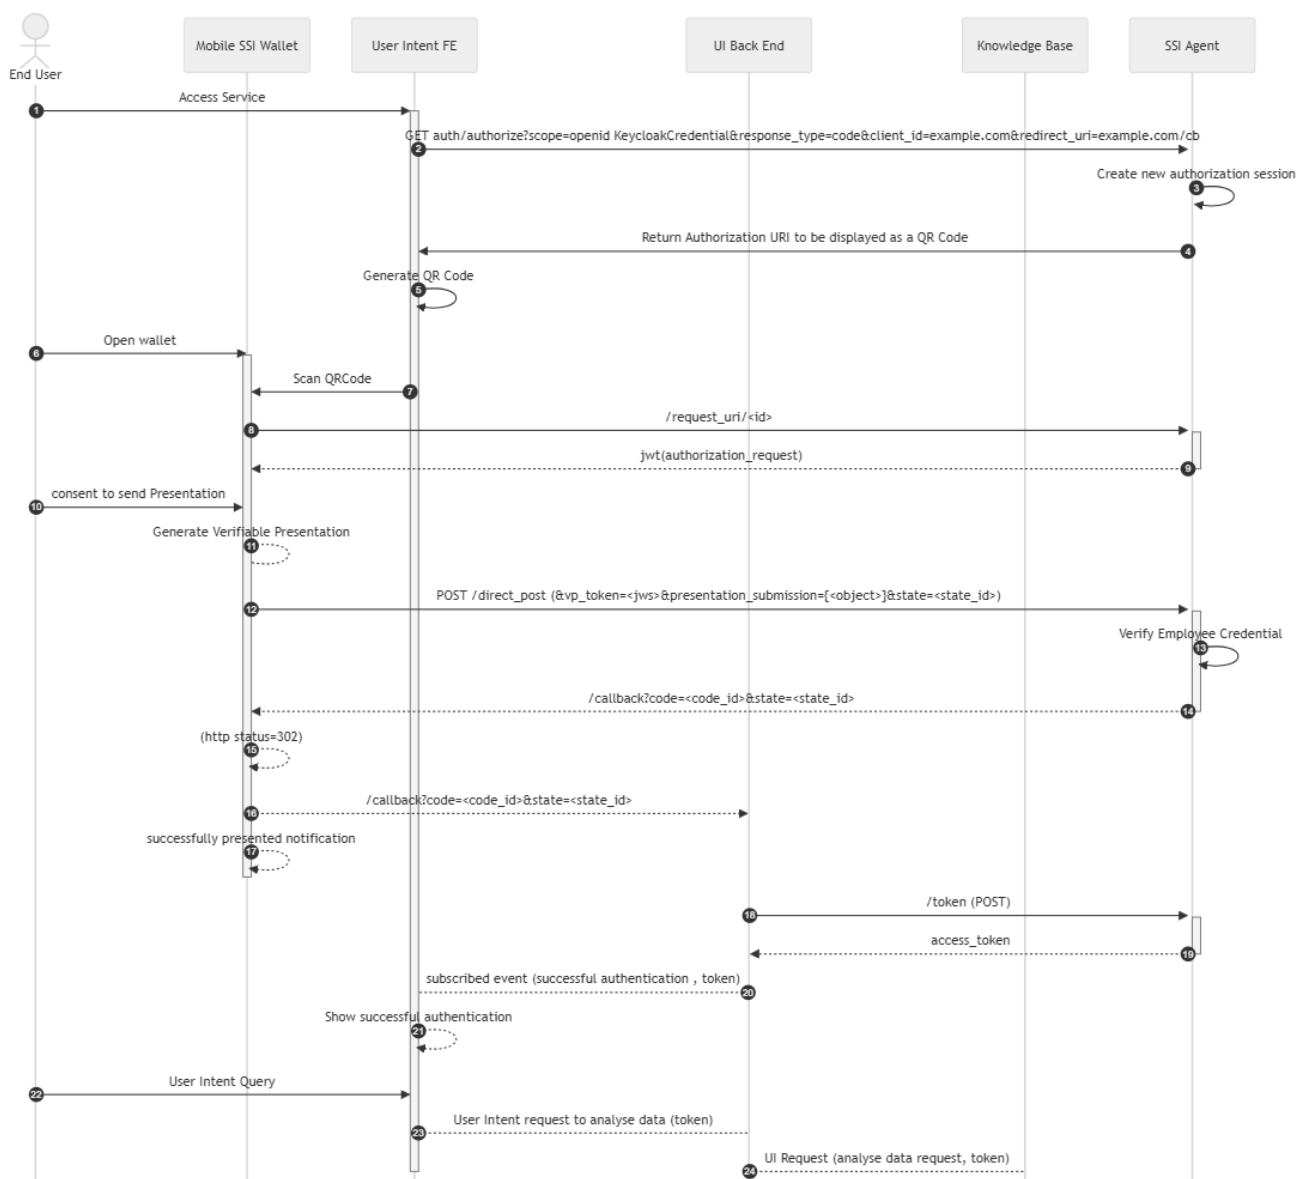 End User
Mobile SSI Wallet
User Intent FE
UI Back End
Knowledge Base
SSI Agent
1
Access Service
GET auth/authorize?scope=openid KeycloakCredential&response_type=code&client_id=example.com&redirect_uri=example.com/cb
2
Create new authorization session
3
Return Authorization URI to be displayed as a QR Code
4
Generate QR Code
5
Open wallet
6
Scan QRCode
7
/request_uri/<id>
8
jwt(authorization_request)
9
consent to send Presentation
10
Generate Verifiable Presentation
11
POST /direct_post (&vp_token=<jws>&presentation_submission={<object>}&state=<state_id>)
12
Verify Employee Credential
13
/callback?code=<code_id>&state=<state_id>
14
(http status=302)
15
/callback?code=<code_id>&state=<state_id>
16
successfully presented notification
17
/token (POST)
18
access_token
19
subscribed event (successful authentication , token)
20
Show successful authentication
21
User Intent Query
22
User Intent request to analyse data (token)
23
UI Request (analyse data request, token)
24